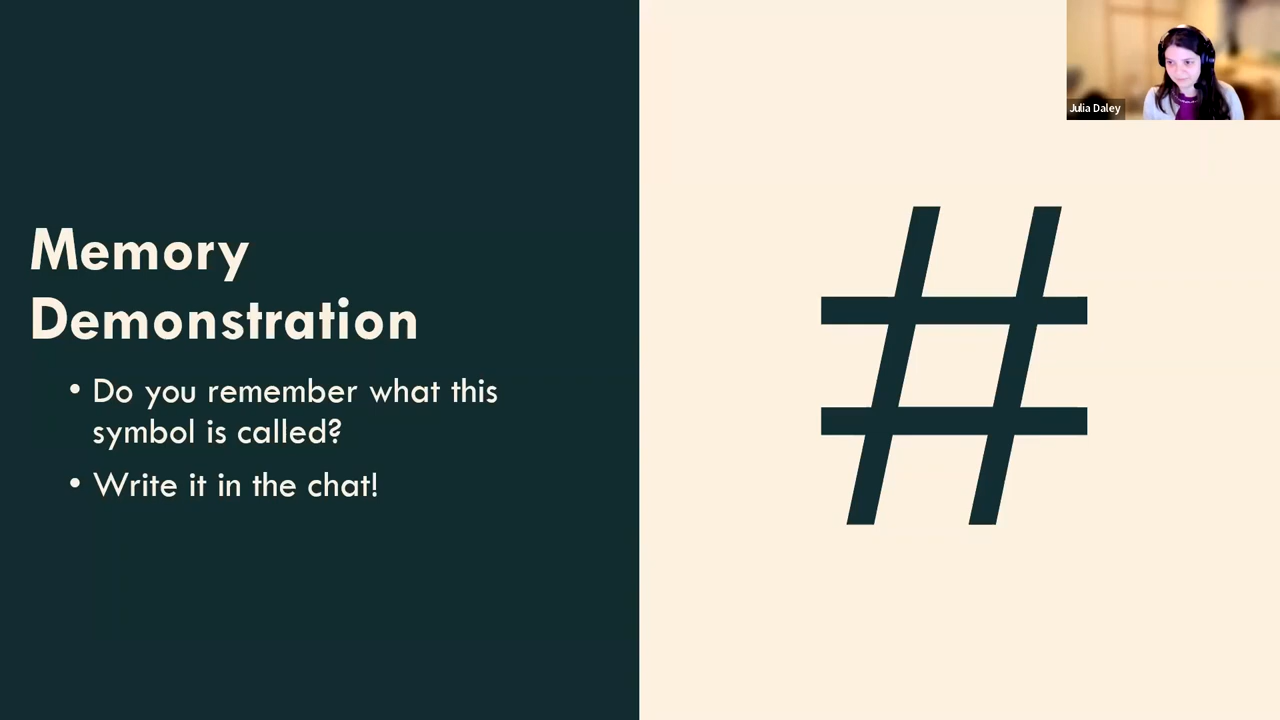 Julia Daley
Memory
Demonstration
• Do you remember what this
symbol is called?
• Write it in the chat!
#